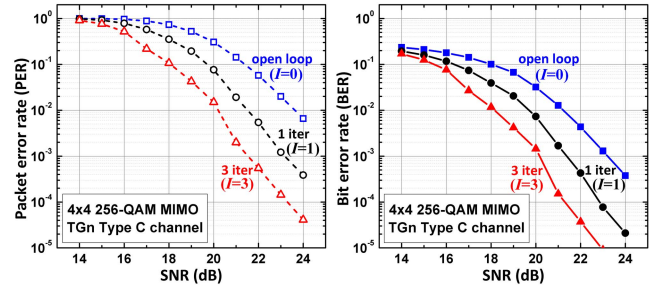 Packet error rate (PER)
10⁰
10⁻¹
10⁻²
10⁻³
10⁻⁴
10⁻⁵
open loop
(I=0)
1 iter
(I=1)
3 iter
(I=3)
4x4 256-QAM MIMO
TGn Type C channel
14 16 18 20 22 24
SNR (dB)
Bit error rate (BER)
10⁰
10⁻¹
10⁻²
10⁻³
10⁻⁴
10⁻⁵
open loop
(I=0)
3 iter
(I=3)
1 iter
(I=1)
4x4 256-QAM MIMO
TGn Type C channel
14 16 18 20 22 24
SNR (dB)